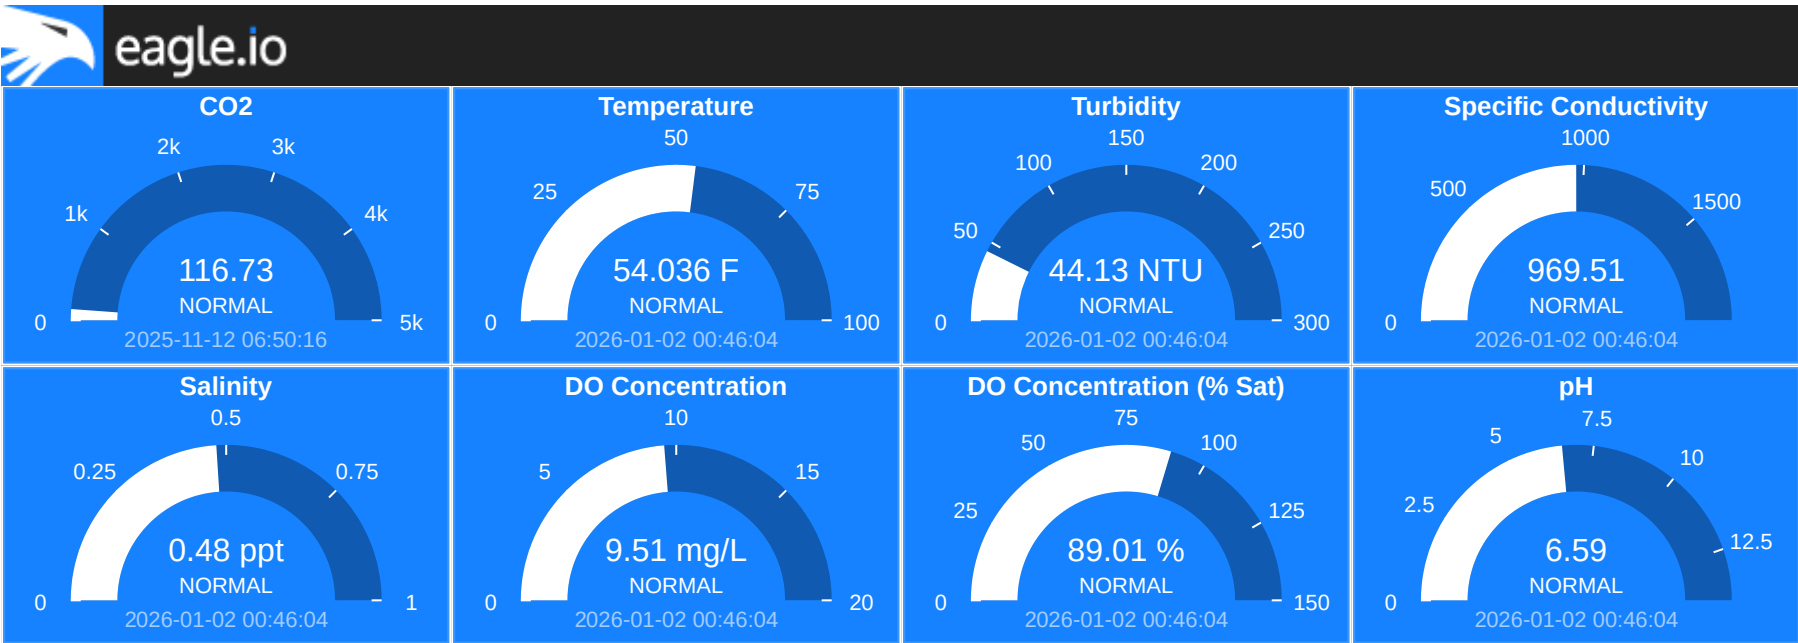 eagle.io
CO2
0
1k
2k
3k
4k
5k
116.73
NORMAL
2025-11-12 06:50:16
Temperature
0
25
50
75
100
54.036 F
NORMAL
2026-01-02 00:46:04
Turbidity
0
50
100
150
200
250
300
44.13 NTU
NORMAL
2026-01-02 00:46:04
Specific Conductivity
0
500
1000
1500
969.51
NORMAL
2026-01-02 00:46:04
Salinity
0
0.25
0.5
0.75
1
0.48 ppt
NORMAL
2026-01-02 00:46:04
DO Concentration
0
5
10
15
20
9.51 mg/L
NORMAL
2026-01-02 00:46:04
DO Concentration (% Sat)
0
25
50
75
100
125
150
89.01 %
NORMAL
2026-01-02 00:46:04
pH
0
2.5
5
7.5
10
12.5
6.59
NORMAL
2026-01-02 00:46:04